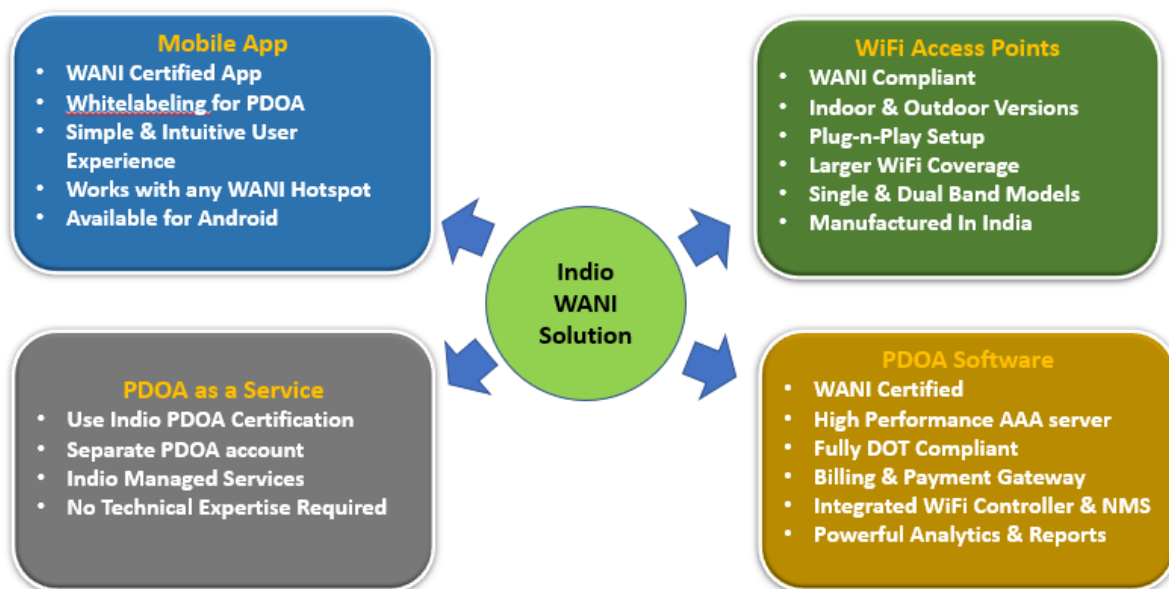 Mobile App
• WANI Certified App
• Whitelabeling for PDOA
• Simple & Intuitive User
Experience
• Works with any WANI Hotspot
• Available for Android
WiFi Access Points
• WANI Compliant
• Indoor & Outdoor Versions
• Plug-n-Play Setup
• Larger WiFi Coverage
• Single & Dual Band Models
• Manufactured In India
Indio
WANI
Solution
PDOA as a Service
• Use Indio PDOA Certification
• Separate PDOA account
• Indio Managed Services
• No Technical Expertise Required
PDOA Software
• WANI Certified
• High Performance AAA server
• Fully DOT Compliant
• Billing & Payment Gateway
• Integrated WiFi Controller & NMS
• Powerful Analytics & Reports